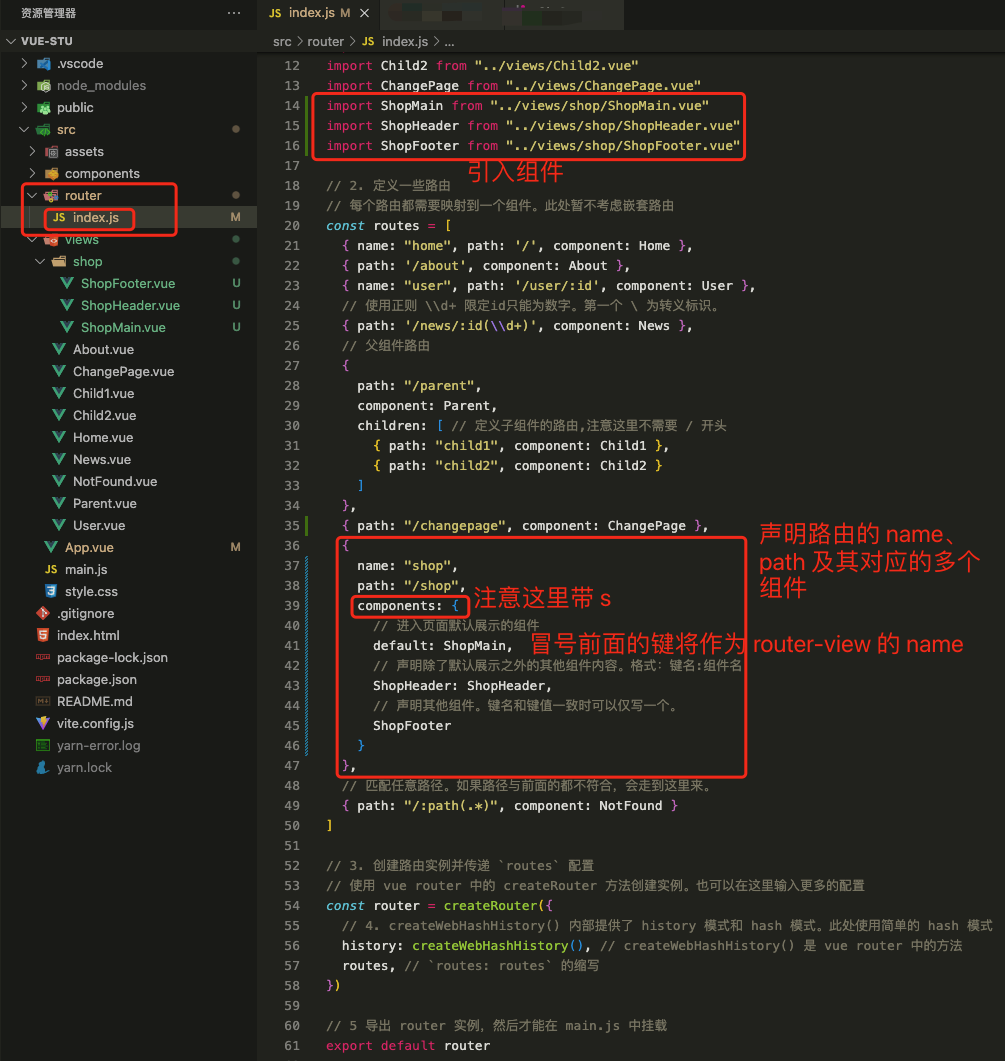 资源管理器
···
VUE-STU
.vscode
node_modules
public
src
assets
components
router
JS index.js M
views
shop
ShopFooter.vue U
ShopHeader.vue U
ShopMain.vue U
About.vue
ChangePage.vue
Child1.vue
Child2.vue
Home.vue
News.vue
NotFound.vue
Parent.vue
User.vue
App.vue M
JS main.js
style.css
.gitignore
index.html
package-lock.json
package.json
README.md
vite.config.js
yarn-error.log
yarn.lock
JS index.js M ×
src > router > JS index.js > ...
12 import Child2 from "../views/Child2.vue"
13 import ChangePage from "../views/ChangePage.vue"
14 import ShopMain from "../views/shop/ShopMain.vue"
15 import ShopHeader from "../views/shop/ShopHeader.vue"
16 import ShopFooter from "../views/shop/ShopFooter.vue"
引入组件
17
18 // 2. 定义一些路由
19 // 每个路由都需要映射到一个组件。此处暂不考虑嵌套路由
20 const routes = [
21 { name: "home", path: '/', component: Home },
22 { path: '/about', component: About },
23 { name: "user", path: '/user/:id', component: User },
24 // 使用正则 \\d+ 限定id只能为数字。第一个 \ 为转义标识。
25 { path: '/news/:id(\\d+)', component: News },
26 // 父组件路由
27 {
28 path: "/parent",
29 component: Parent,
30 children: [ // 定义子组件的路由,注意这里不需要 / 开头
31 { path: "child1", component: Child1 },
32 { path: "child2", component: Child2 }
33 ]
34 },
35 { path: "/changepage", component: ChangePage },
声明路由的 name、
path 及其对应的多个
组件
36 {
37 name: "shop",
38 path: "/shop",
39 components: {
注意这里带 s
40 // 进入页面默认展示的组件
41 default: ShopMain,
冒号前面的键将作为 router-view 的 name
42 // 声明除了默认展示之外的其他组件内容。格式：键名:组件名
43 ShopHeader: ShopHeader,
44 // 声明其他组件。键名和键值一致时可以仅写一个。
45 ShopFooter
46 }
47 },
48 // 匹配任意路径。如果路径与前面的都不符合，会走到这里来。
49 { path: "/:path(.*)", component: NotFound }
50 ]
51
52 // 3. 创建路由实例并传递 `routes` 配置
53 // 使用 vue router 中的 createRouter 方法创建实例。也可以在这里输入更多的配置
54 const router = createRouter({
55 // 4. createWebHashHistory() 内部提供了 history 模式和 hash 模式。此处使用简单的 hash 模式
56 history: createWebHashHistory(), // createWebHashHistory() 是 vue router 中的方法
57 routes, // `routes: routes` 的缩写
58 })
59
60 // 5 导出 router 实例，然后才能在 main.js 中挂载
61 export default router